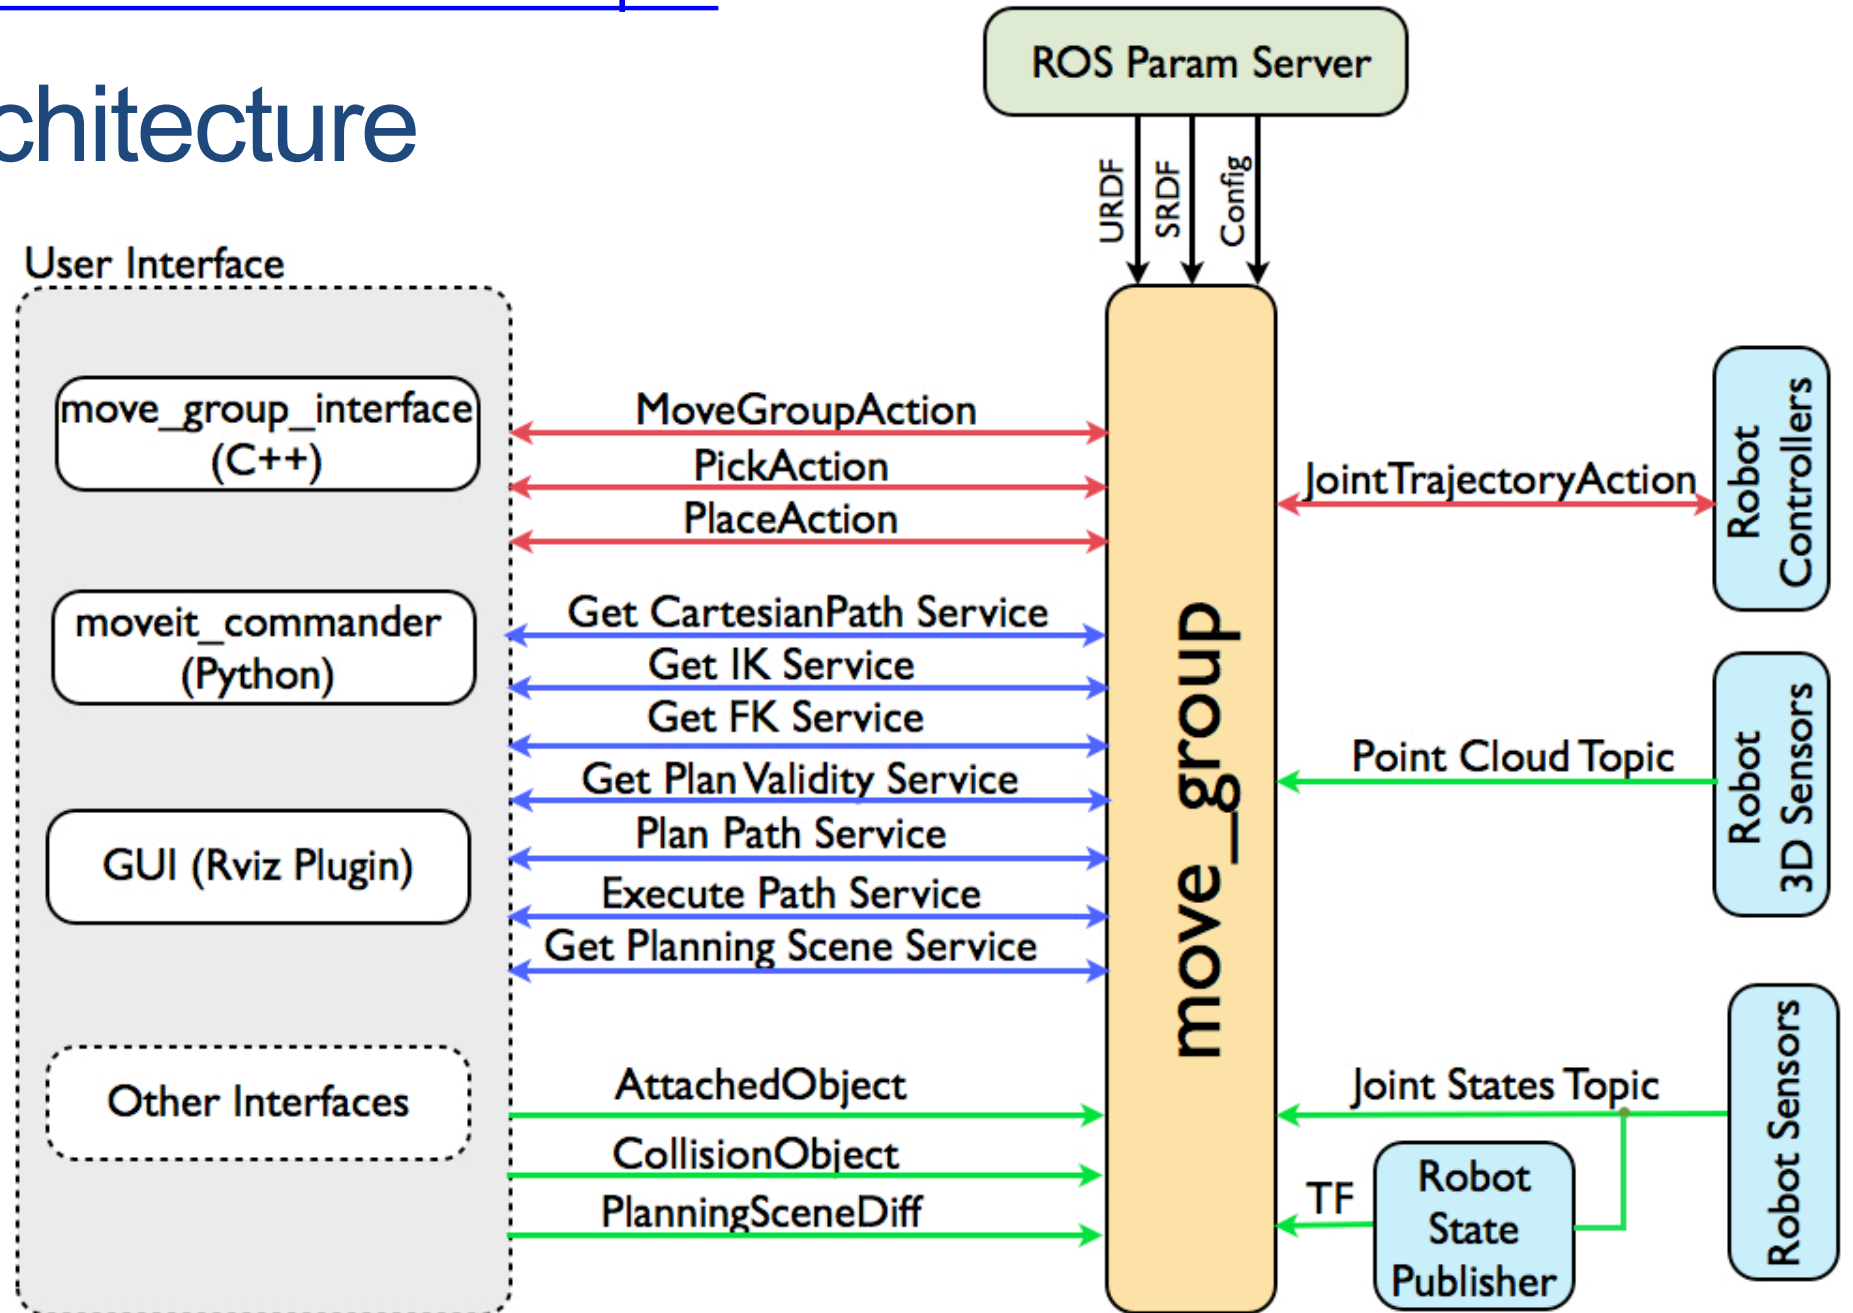 chitecture
ROS Param Server
URDF
SRDF
Config
User Interface
move_group_interface
(C++)
moveit_commander
(Python)
GUI (Rviz Plugin)
Other Interfaces
MoveGroupAction
PickAction
PlaceAction
Get CartesianPath Service
Get IK Service
Get FK Service
Get Plan Validity Service
Plan Path Service
Execute Path Service
Get Planning Scene Service
AttachedObject
CollisionObject
PlanningSceneDiff
move_group
JointTrajectoryAction
Robot
Controllers
Point Cloud Topic
Robot
3D Sensors
Joint States Topic
Robot Sensors
TF
Robot
State
Publisher